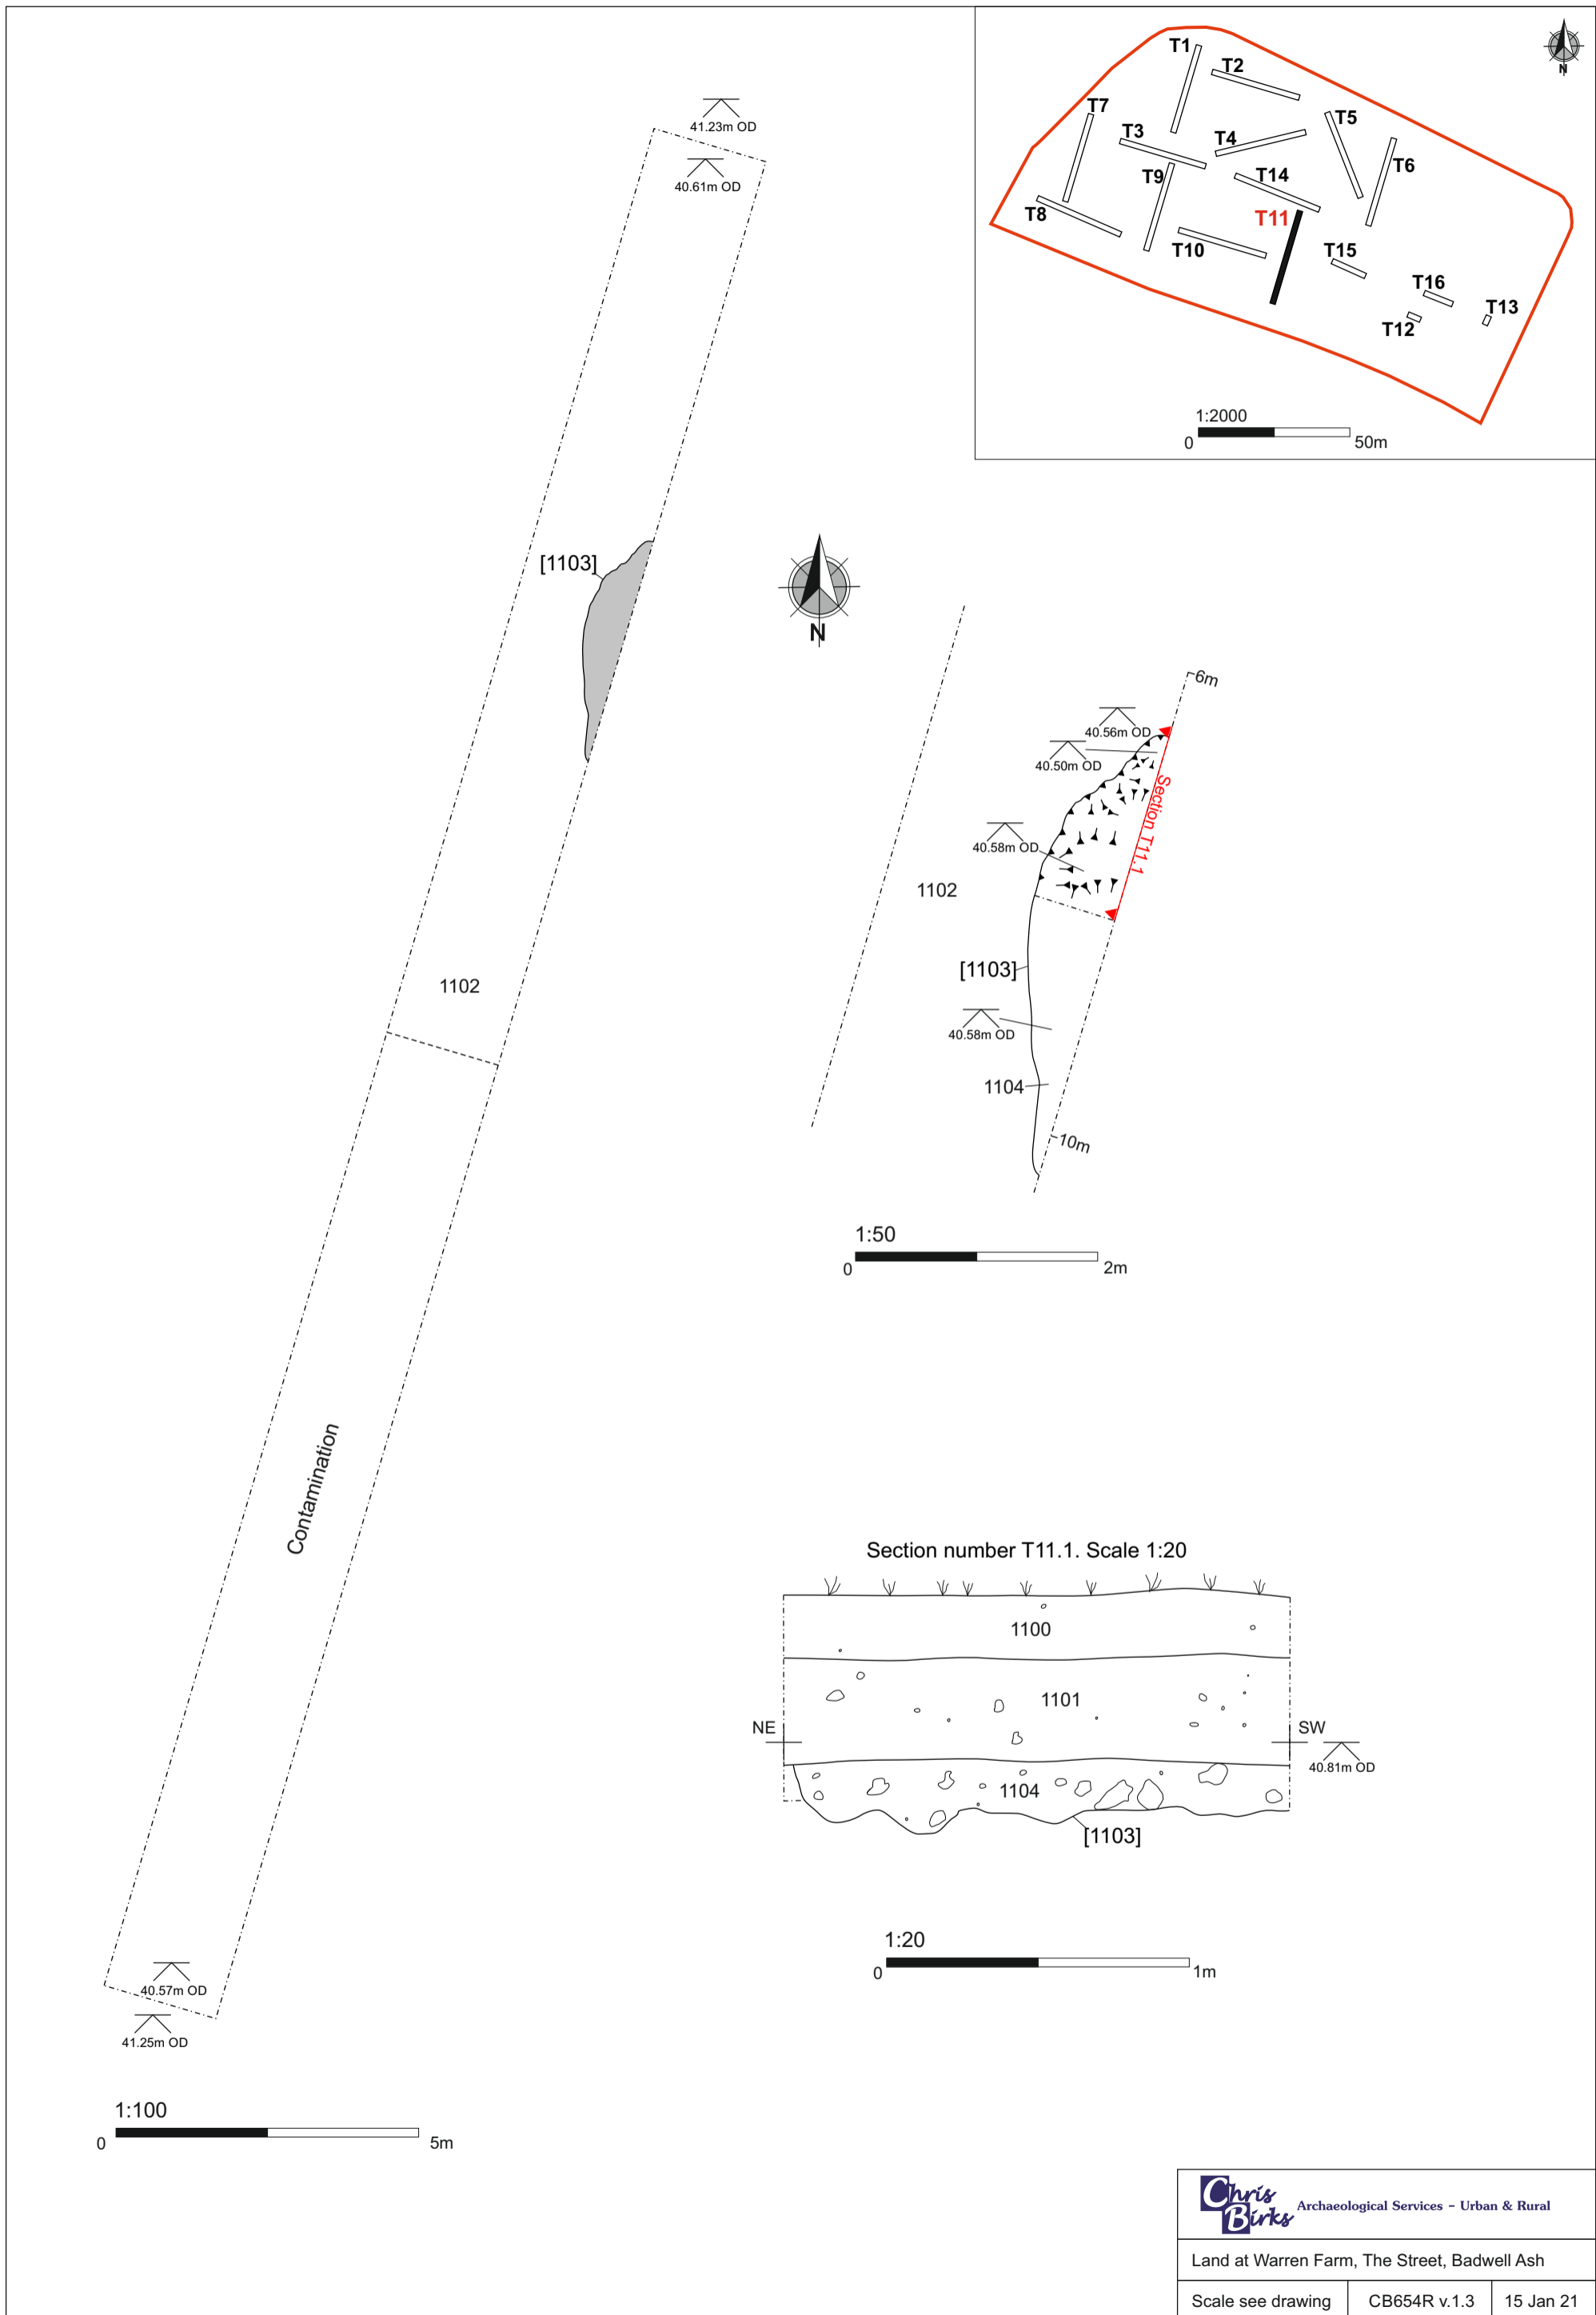 41.23m OD
40.61m OD
[1103]
1102
Contamination
40.57m OD
41.25m OD
1:100
0
5m
T1
T2
T7
T3
T4
T5
T6
T9
T14
T8
T11
T10
T15
T16
T13
T12
N
1:2000
0
50m
N
6m
40.56m OD
40.50m OD
Section T11.1
40.58m OD
1102
[1103]
40.58m OD
1104
10m
1:50
0
2m
Section number T11.1. Scale 1:20
1100
1101
NE
SW
40.81m OD
1104
[1103]
1:20
0
1m
Chris
Birks
Archaeological Services - Urban & Rural
Land at Warren Farm, The Street, Badwell Ash
Scale see drawing
CB654R v.1.3
15 Jan 21